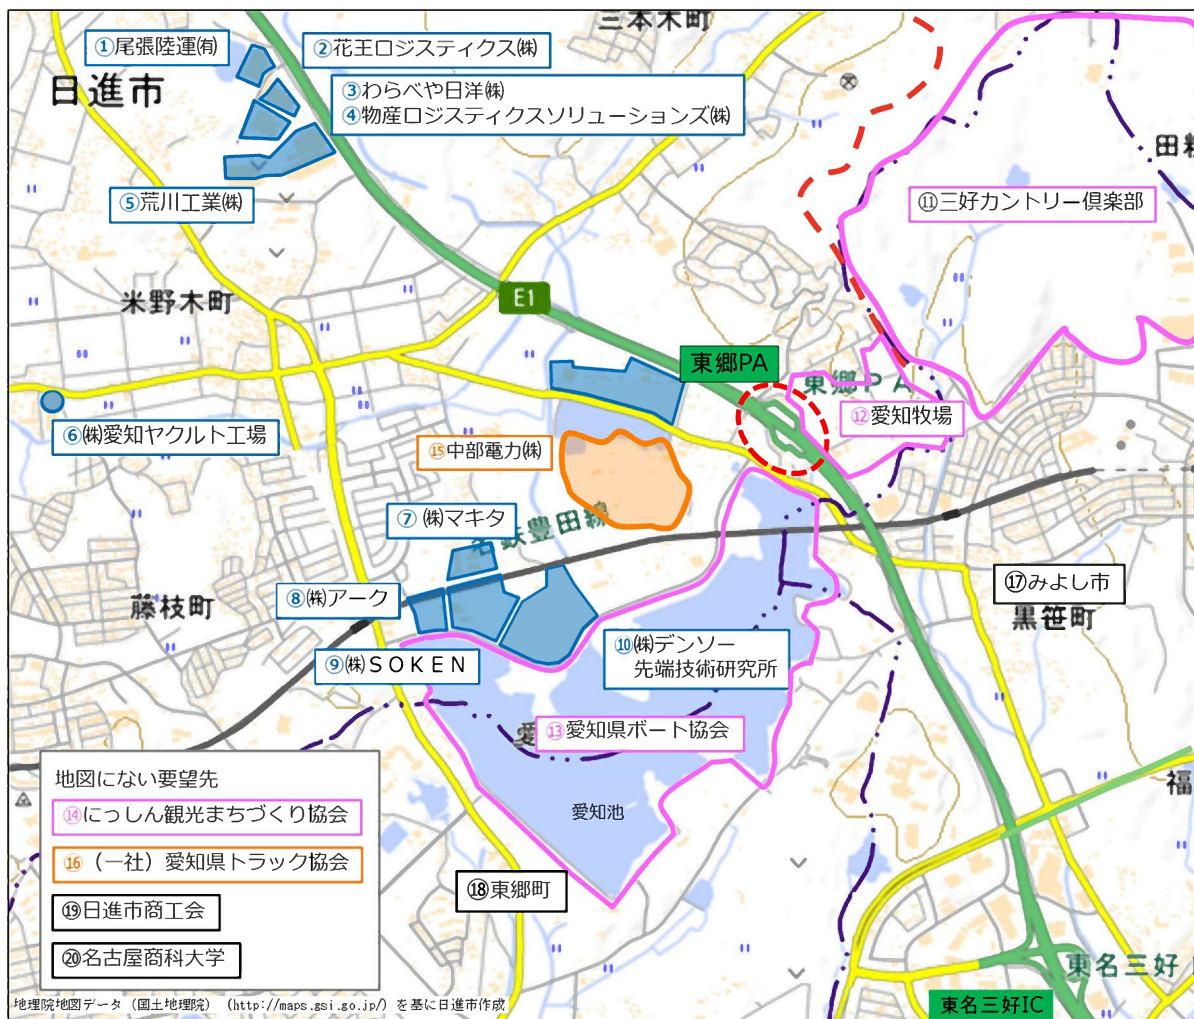 三本木町
①尾張陸運㈲
②花王ロジスティクス㈱
日進市
③わらべや日洋㈱
④物産ロジスティクスソリューションズ㈱
⑤荒川工業㈱
⑪三好カントリー倶楽部
米野木町
E1
東郷PA
東郷PA
⑫愛知牧場
⑥㈱愛知ヤクルト工場
⑮中部電力㈱
⑦ ㈱マキタ
名鉄豊田線
⑧㈱アーク
藤枝町
⑰みよし市
黒笹町
⑨㈱SOKEN
⑩㈱デンソー
先端技術研究所
愛
⑬愛知県ボート協会
愛知池
福
地図にない要望先
⑭にっしん観光まちづくり協会
⑯（一社）愛知県トラック協会
⑱東郷町
⑲日進市商工会
⑳名古屋商科大学
東名三好
東名三好IC
地理院地図データ（国土地理院）（http://maps.gsi.go.jp/）を基に日進市作成